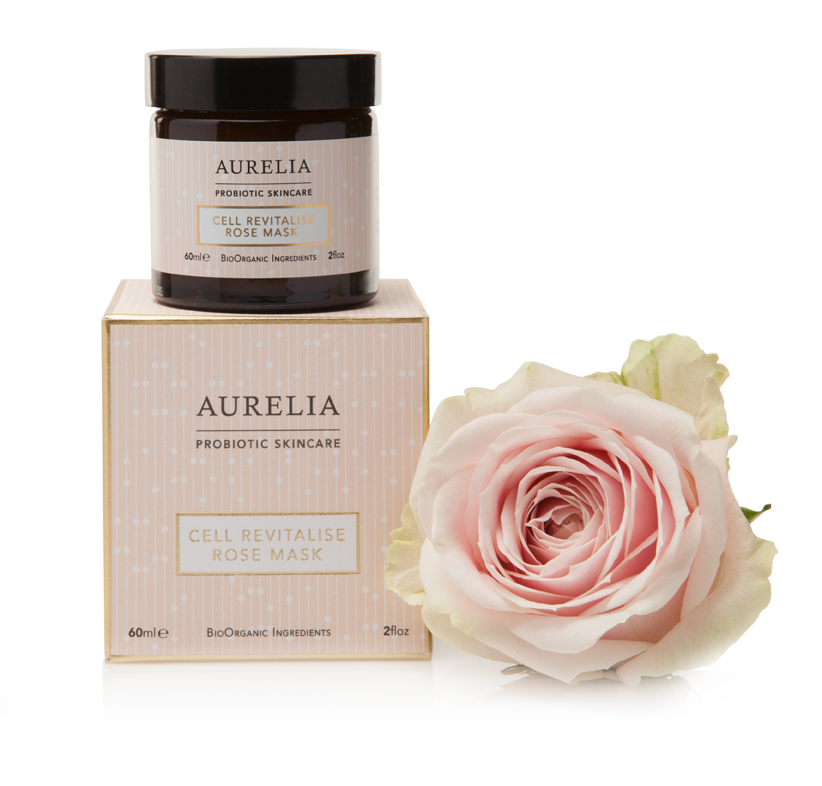 AURELIA
PROBIOTIC SKINCARE
CELL REVITALISE
ROSE MASK
60ml℮ BioOrganic Ingredients 2floz
AURELIA
PROBIOTIC SKINCARE
CELL REVITALISE
ROSE MASK
60ml℮ BioOrganic Ingredients 2floz